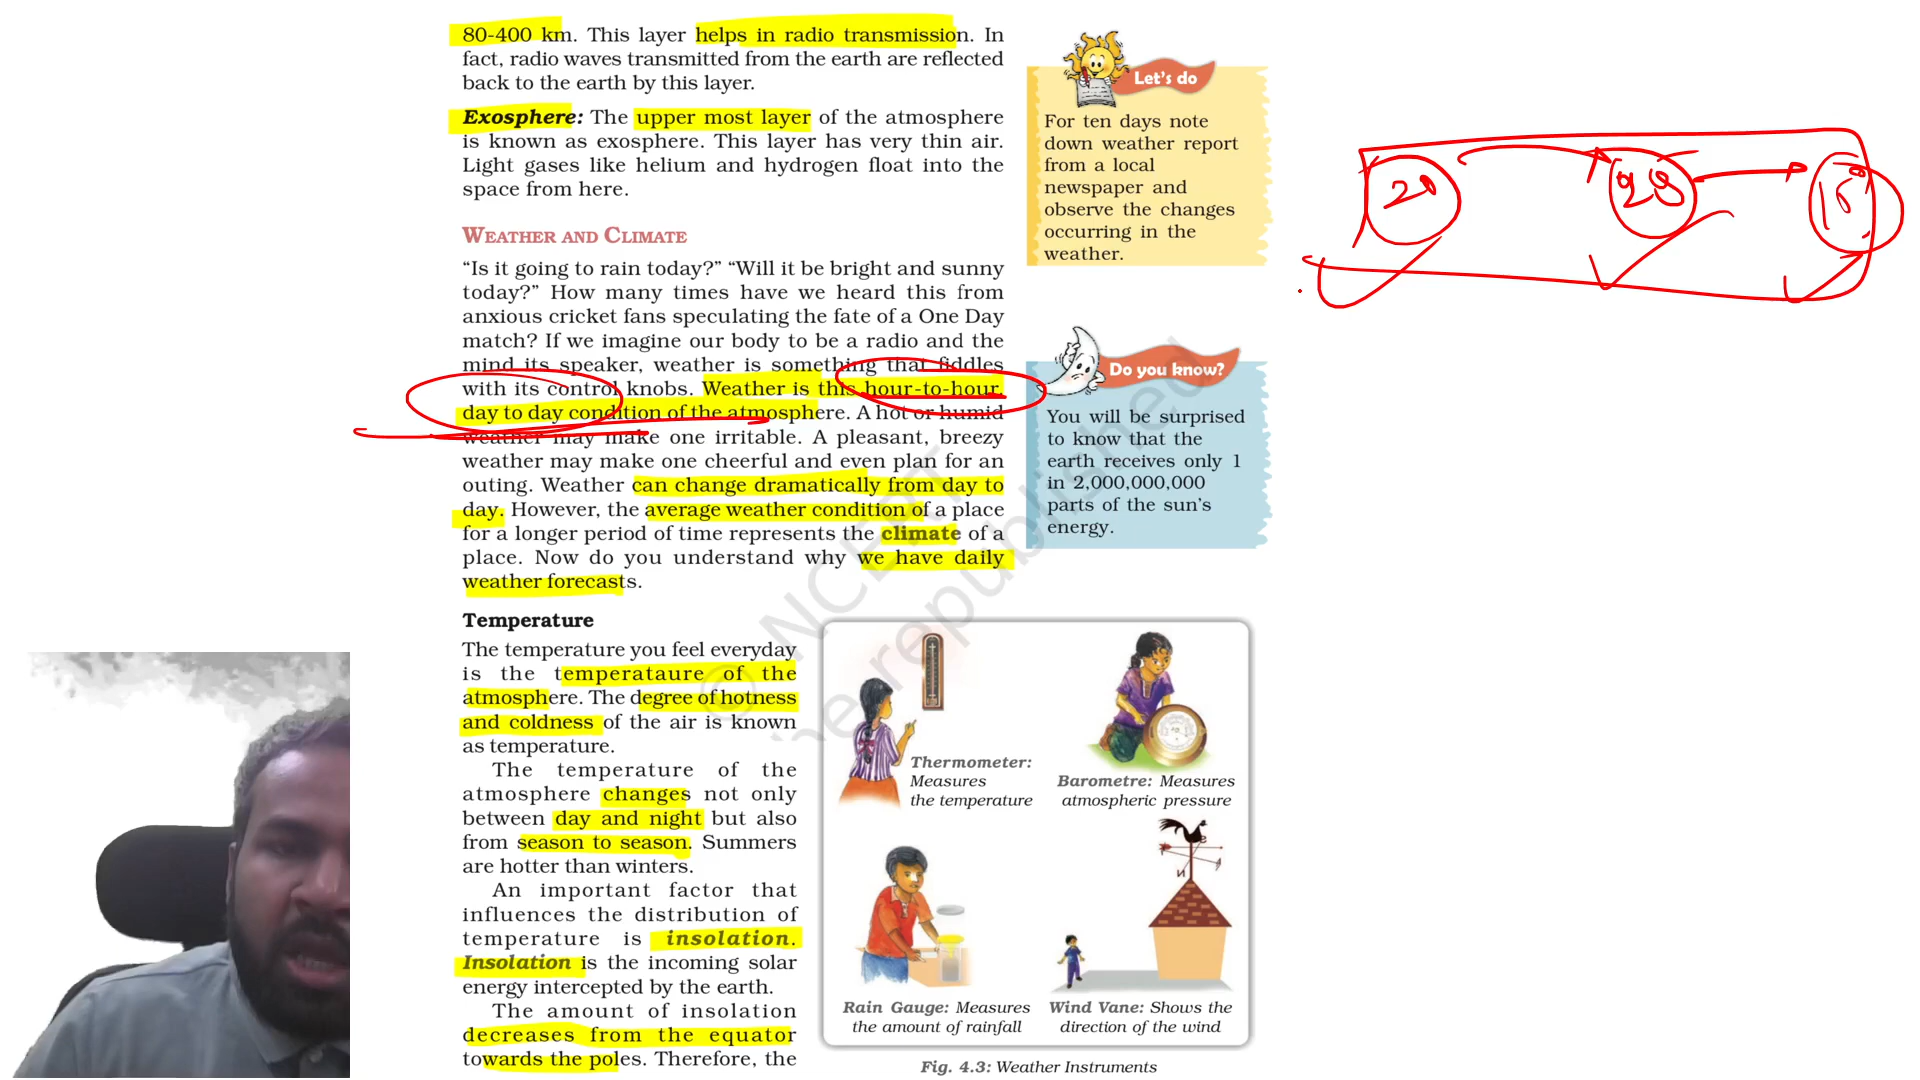 80-400 km. This layer helps in radio transmission. In
fact, radio waves transmitted from the earth are reflected
back to the earth by this layer.
Exosphere: The upper most layer of the atmosphere
is known as exosphere. This layer has very thin air.
Light gases like helium and hydrogen float into the
space from here.
WEATHER AND CLIMATE
“Is it going to rain today?” “Will it be bright and sunny
today?” How many times have we heard this from
anxious cricket fans speculating the fate of a One Day
match? If we imagine our body to be a radio and the
mind its speaker, weather is something that fiddles
with its control knobs. Weather is this hour-to-hour,
day to day condition of the atmosphere. A hot or humid
weather may make one irritable. A pleasant, breezy
weather may make one cheerful and even plan for an
outing. Weather can change dramatically from day to
day. However, the average weather condition of a place
for a longer period of time represents the climate of a
place. Now do you understand why we have daily
weather forecasts.
Temperature
The temperature you feel everyday
is the temperataure of the
atmosphere. The degree of hotness
and coldness of the air is known
as temperature.
The temperature of the
atmosphere changes not only
between day and night but also
from season to season. Summers
are hotter than winters.
An important factor that
influences the distribution of
temperature is insolation.
Insolation is the incoming solar
energy intercepted by the earth.
The amount of insolation
decreases from the equator
towards the poles. Therefore, the
Let's do
For ten days note
down weather report
from a local
newspaper and
observe the changes
occurring in the
weather.
Do you know?
You will be surprised
to know that the
earth receives only 1
in 2,000,000,000
parts of the sun's
energy.
Thermometer:
Measures
the temperature
Barometre: Measures
atmospheric pressure
Rain Gauge: Measures
the amount of rainfall
Wind Vane: Shows the
direction of the wind
Fig. 4.3: Weather Instruments
© NCERT
be republished
20